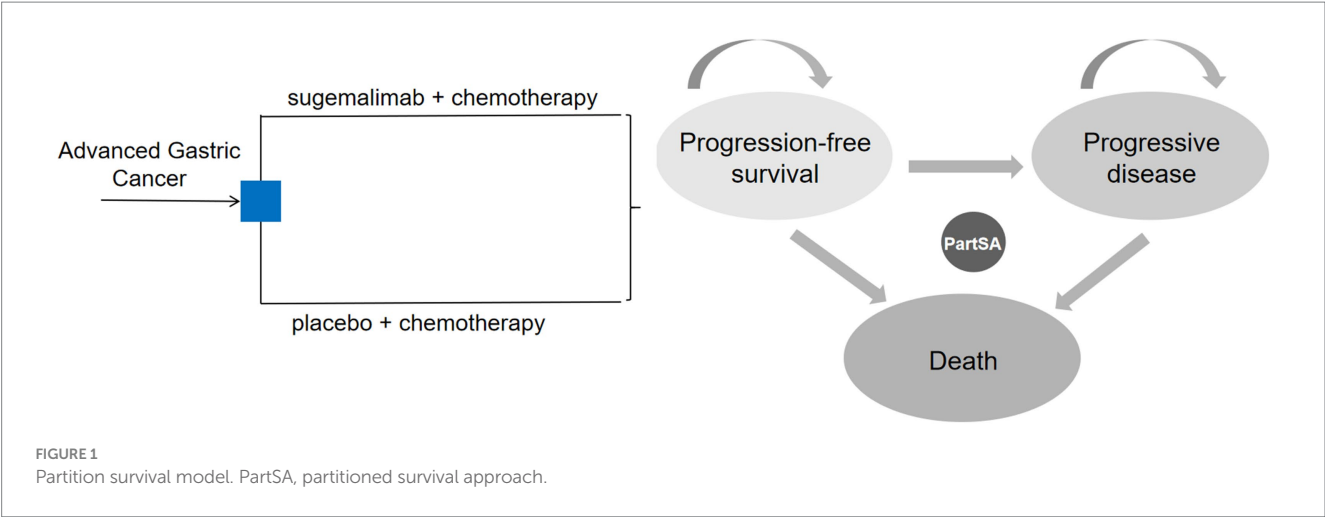 sugemalimab + chemotherapy
Advanced Gastric
Cancer
placebo + chemotherapy
Progression-free
survival
Progressive
disease
PartSA
Death
FIGURE 1
Partition survival model. PartSA, partitioned survival approach.